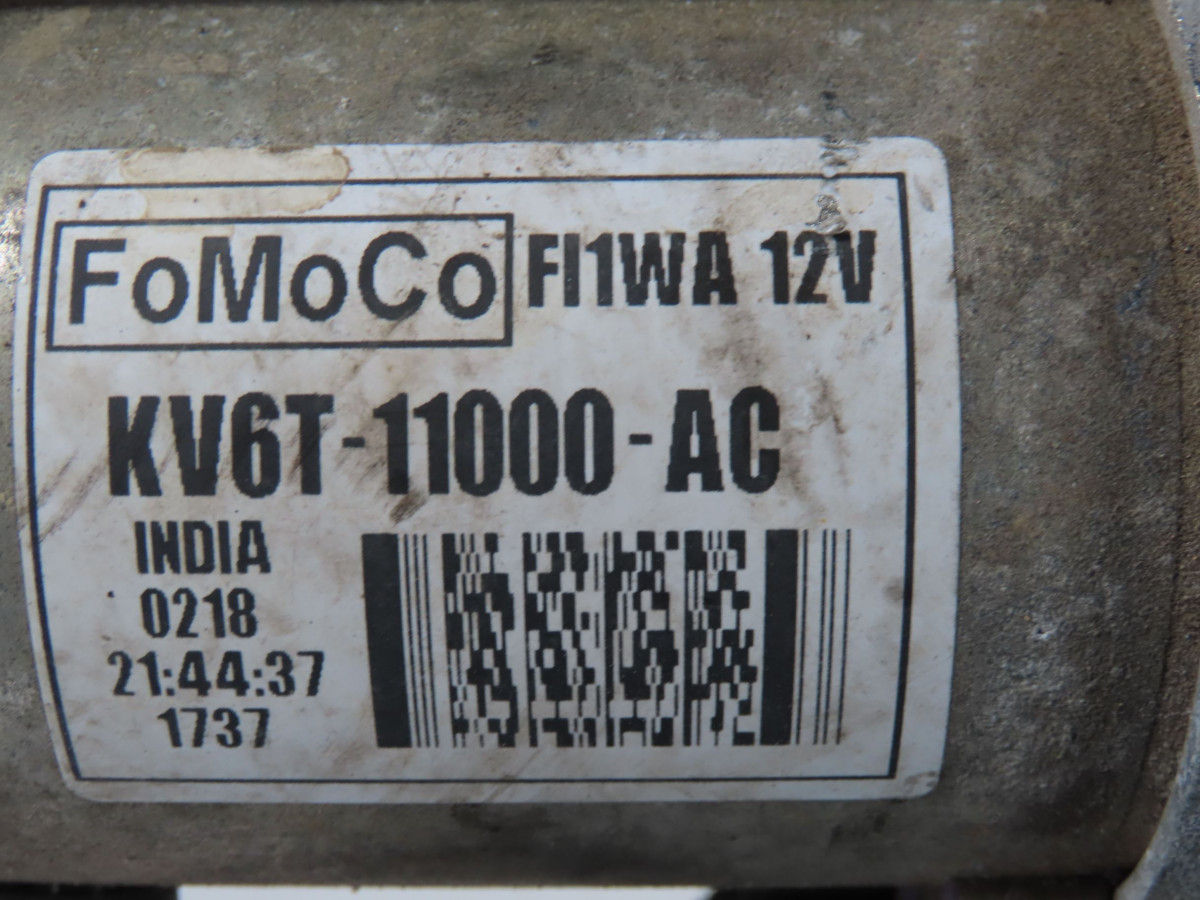 FoMoCo FI1WA 12V
KV6T-11000-AC
INDIA
0218
21:44:37
1737